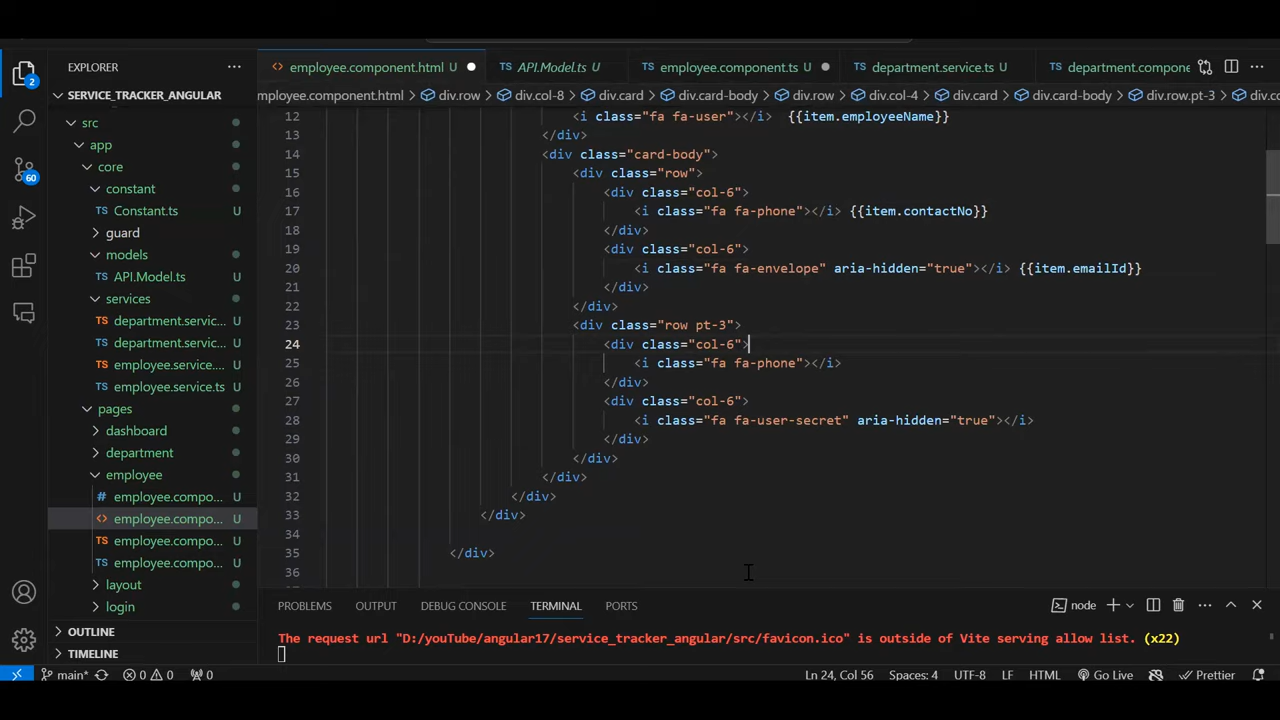 EXPLORER
SERVICE_TRACKER_ANGULAR
src
app
core
constant
TS Constant.ts U
guard
models
TS API.Model.ts U
services
TS department.servic... U
TS department.servic... U
TS employee.service.... U
TS employee.service.ts U
pages
dashboard
department
employee
# employee.compo... U
<> employee.compo... U
TS employee.compo... U
TS employee.compo... U
layout
login
OUTLINE
TIMELINE
2
60
<> employee.component.html U
TS API.Model.ts U
TS employee.component.ts U
TS department.service.ts U
TS department.compone
employee.component.html > div.row > div.col-8 > div.card > div.card-body > div.row > div.col-4 > div.card > div.card-body > div.row.pt-3 > div.co
12 <i class="fa fa-user"></i> {{item.employeeName}}
13 </div>
14 <div class="card-body">
15 <div class="row">
16 <div class="col-6">
17 <i class="fa fa-phone"></i> {{item.contactNo}}
18 </div>
19 <div class="col-6">
20 <i class="fa fa-envelope" aria-hidden="true"></i> {{item.emailId}}
21 </div>
22 </div>
23 <div class="row pt-3">
24 <div class="col-6">
25 <i class="fa fa-phone"></i>
26 </div>
27 <div class="col-6">
28 <i class="fa fa-user-secret" aria-hidden="true"></i>
29 </div>
30 </div>
31 </div>
32 </div>
33 </div>
34
35 </div>
36
PROBLEMS OUTPUT DEBUG CONSOLE TERMINAL PORTS
node
The request url "D:/youTube/angular17/service_tracker_angular/src/favicon.ico" is outside of Vite serving allow list. (x22)
main* 0 0 0 Ln 24, Col 56 Spaces: 4 UTF-8 LF HTML Go Live Prettier